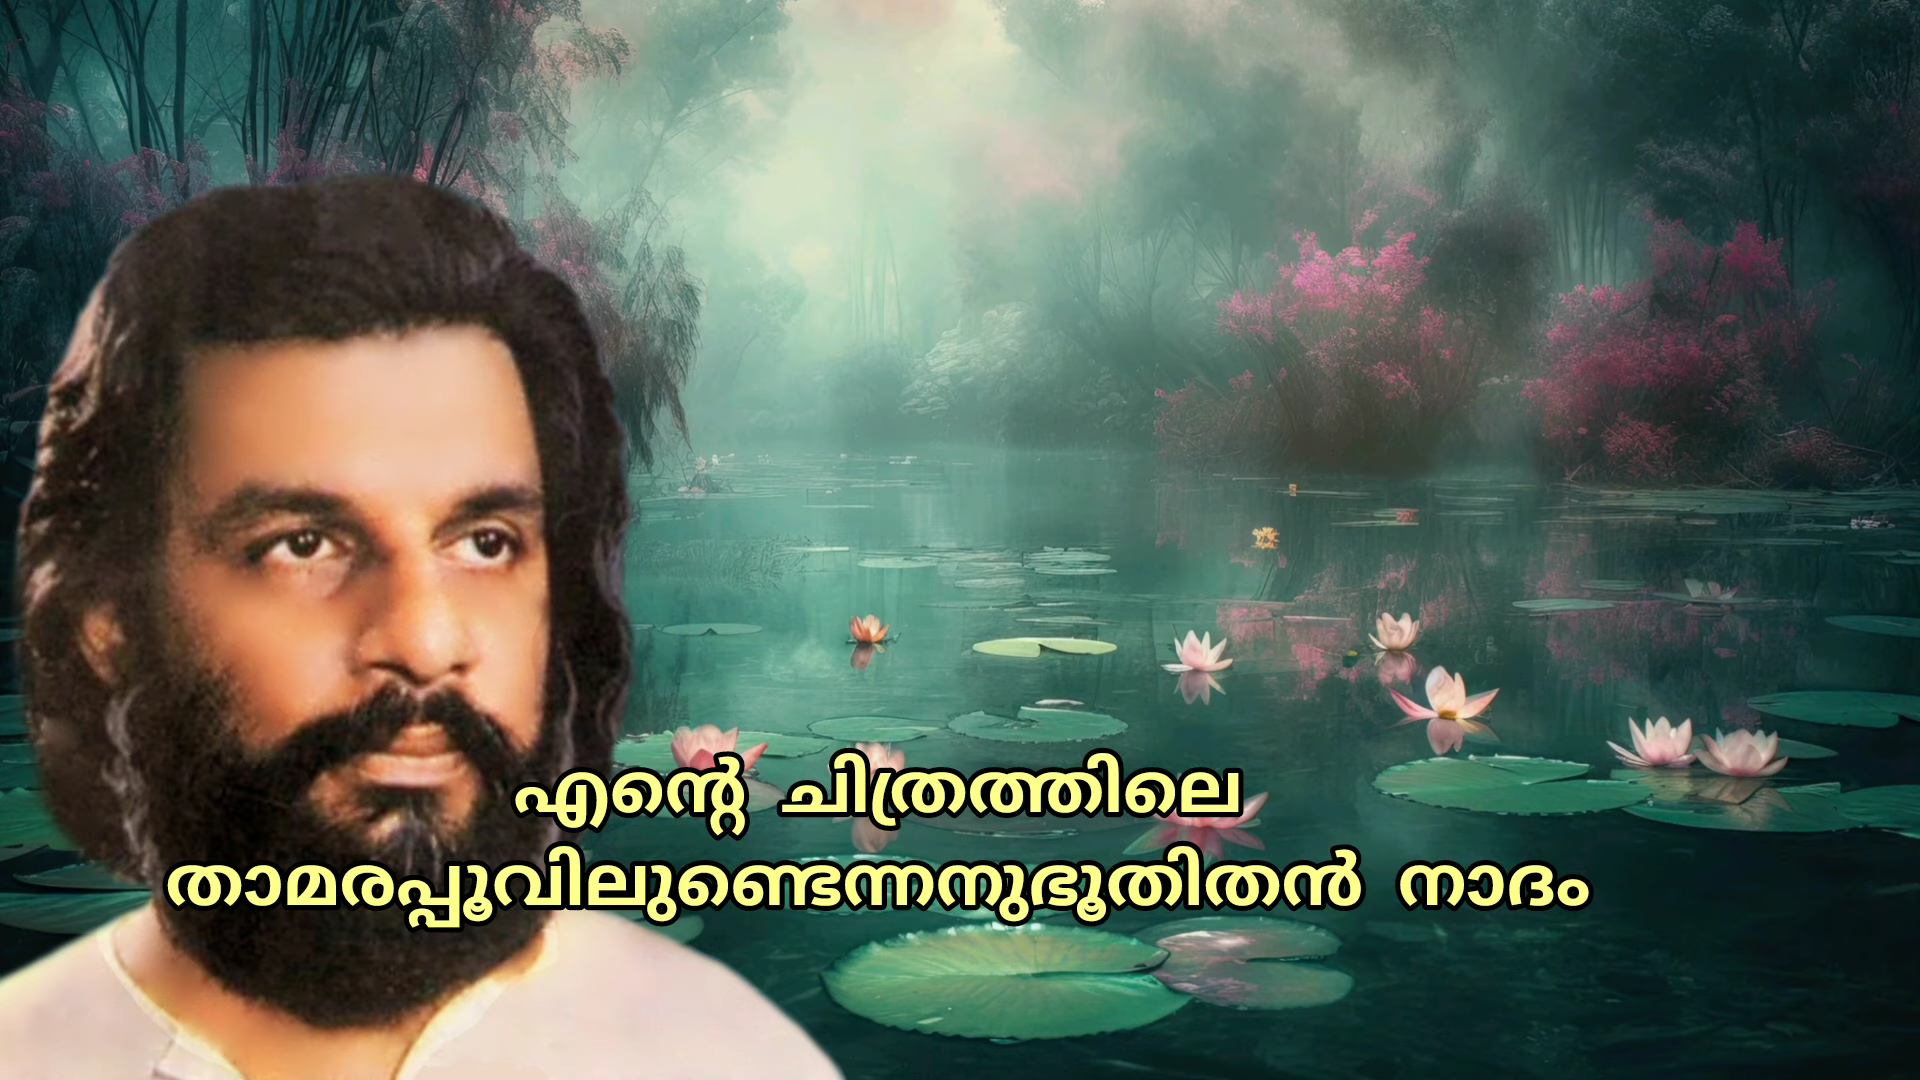 എന്റെ ചിത്രത്തിലെ
താമരപ്പൂവിലുണ്ടെന്നനുഭൂതിതൻ നാദം